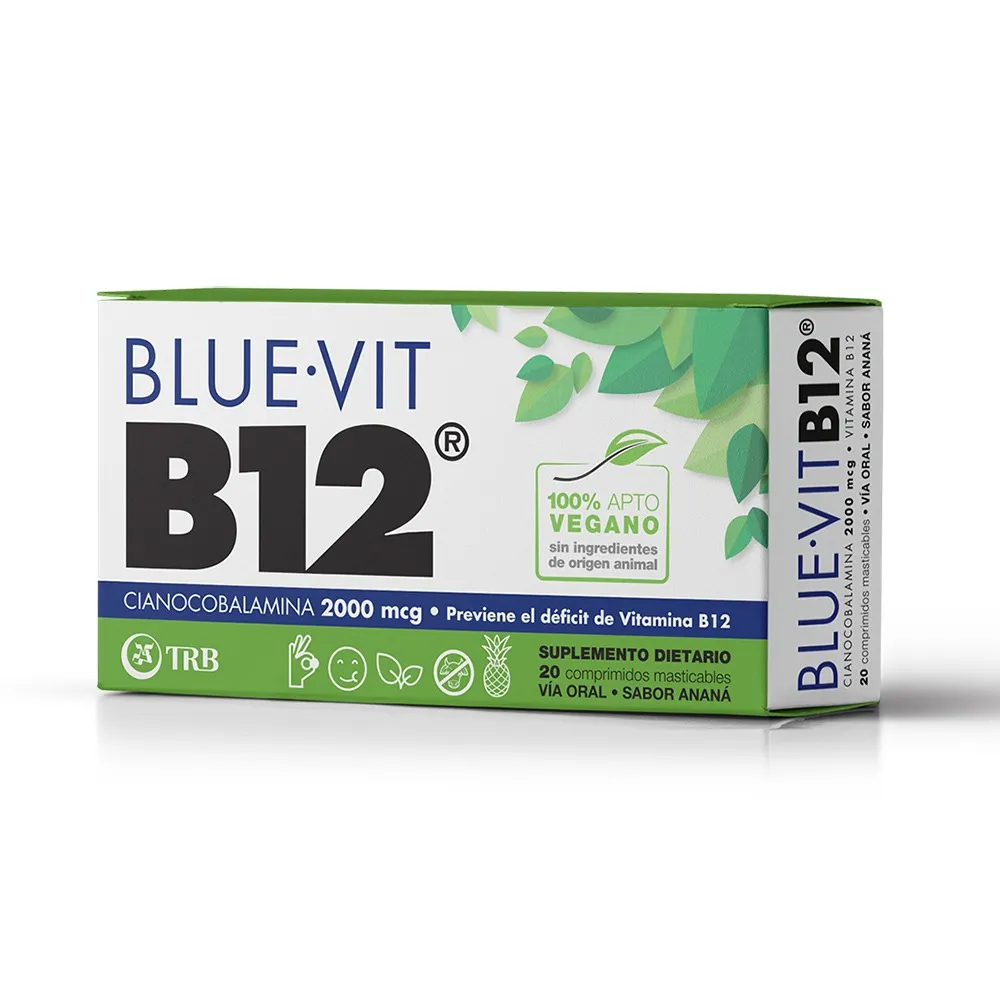 BLUE·VIT
B12®
100% APTO
VEGANO
sin ingredientes
de origen animal
CIANOCOBALAMINA 2000 mcg • Previene el déficit de Vitamina B12
TRB
SUPLEMENTO DIETARIO
20 comprimidos masticables
VÍA ORAL • SABOR ANANÁ
BLUE·VIT B12®
CIANOCOBALAMINA 2000 mcg • VITAMINA B12
20 comprimidos masticables • VÍA ORAL • SABOR ANANÁ